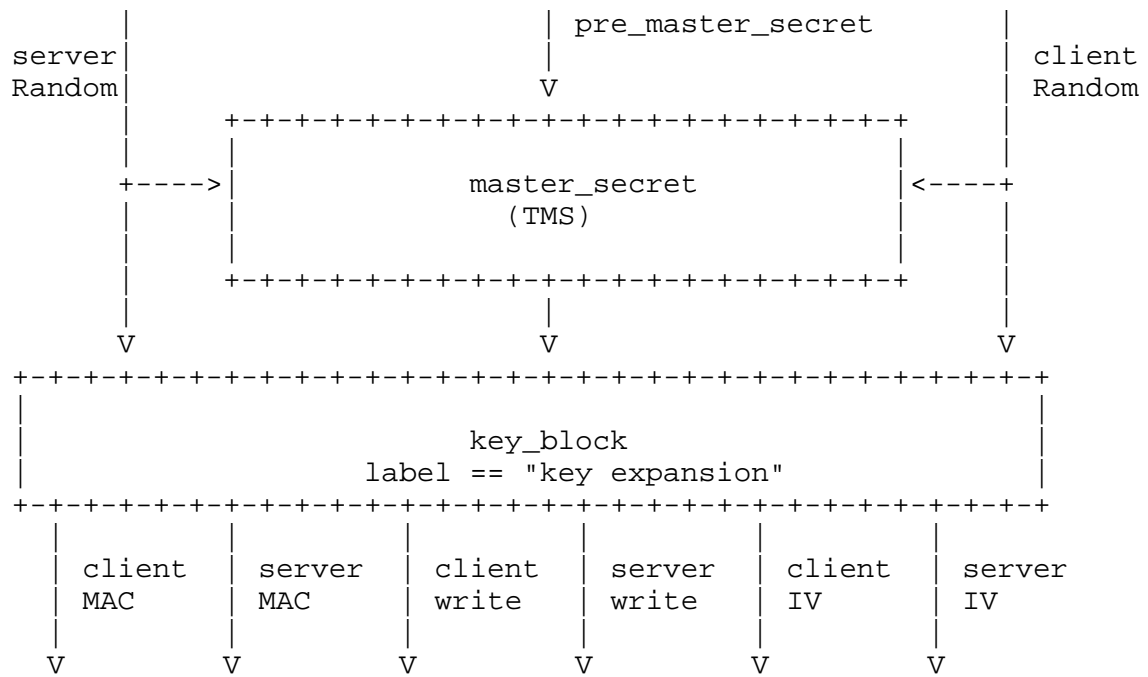 pre_master_secret
server client
Random V Random
+-+-+-+-+-+-+-+-+-+-+-+-+-+-+-+-+-+-+-+
+---->| master_secret |<----+
(TMS)
+-+-+-+-+-+-+-+-+-+-+-+-+-+-+-+-+-+-+-+
V V V
+-+-+-+-+-+-+-+-+-+-+-+-+-+-+-+-+-+-+-+-+-+-+-+-+-+-+-+-+-+
key_block
label == "key expansion"
+-+-+-+-+-+-+-+-+-+-+-+-+-+-+-+-+-+-+-+-+-+-+-+-+-+-+-+-+-+
client server client server client server
MAC MAC write write IV IV
V V V V V V